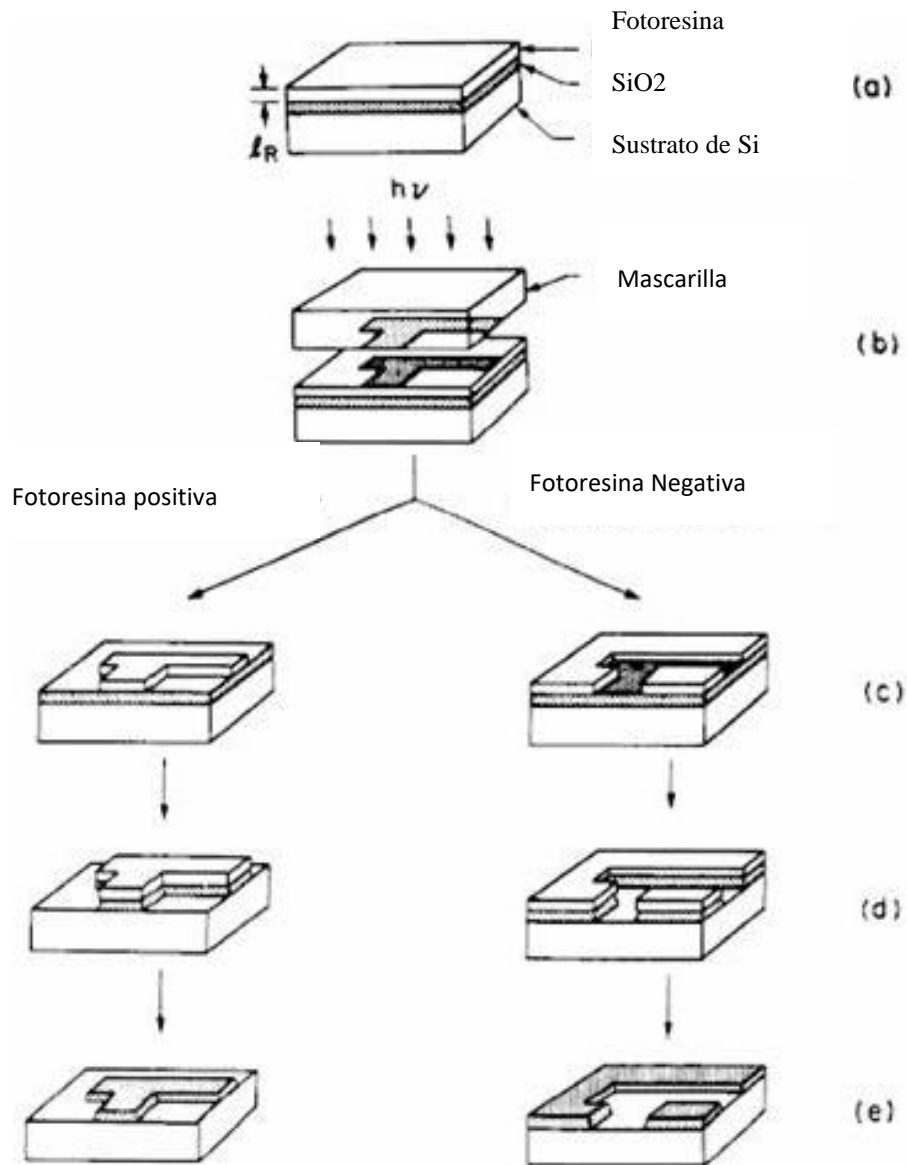 Fotoresina
SiO2
(a)
Sustrato de Si
ℓR
hν
Mascarilla
(b)
Fotoresina positiva
Fotoresina Negativa
(c)
(d)
(e)